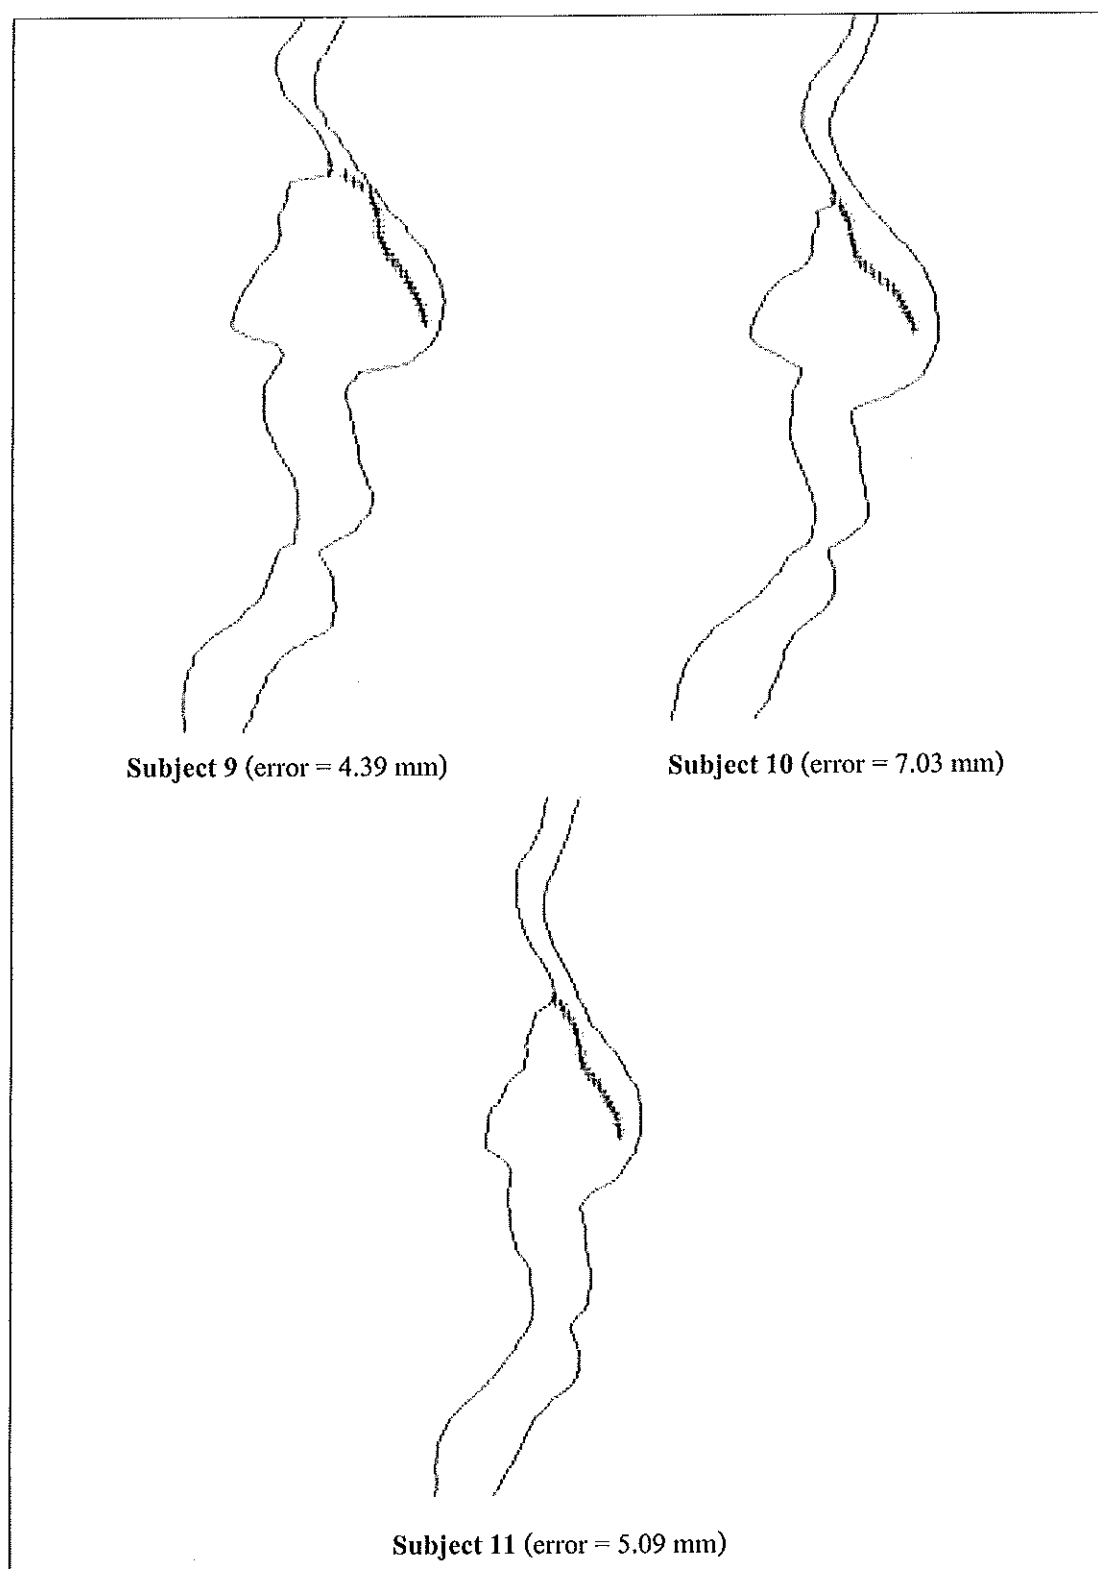 Subject 9 (error = 4.39 mm)
Subject 10 (error = 7.03 mm)
Subject 11 (error = 5.09 mm)